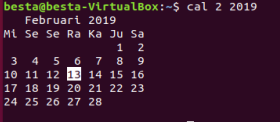 besta@besta-VirtualBox:~$ cal 2 2019
Februari 2019
Mi Se Se Ra Ka Ju Sa
1 2
3 4 5 6 7 8 9
10 11 12 13 14 15 16
17 18 19 20 21 22 23
24 25 26 27 28